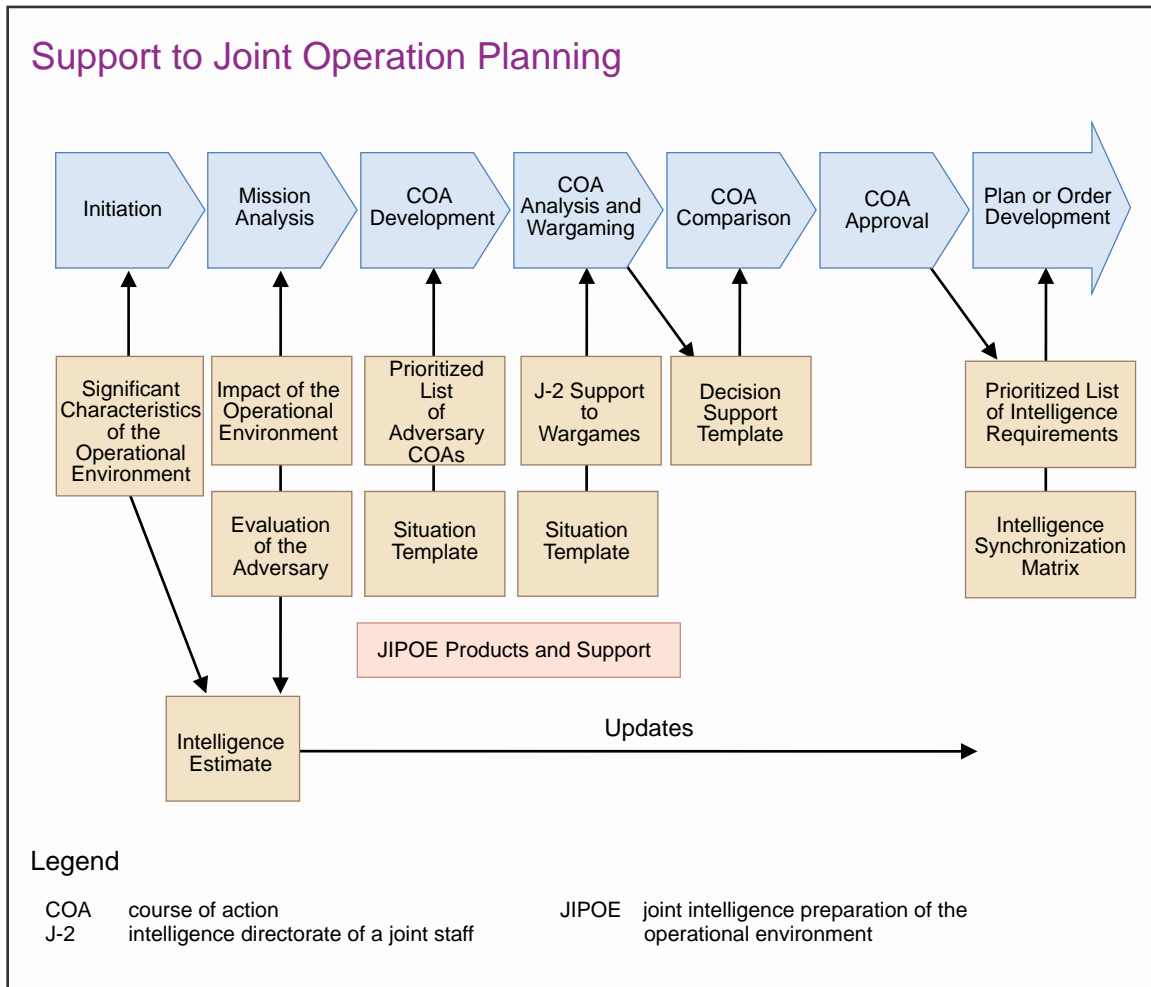 Support to Joint Operation Planning
Initiation
Mission
Analysis
COA
Development
COA
Analysis and
Wargaming
COA
Comparison
COA
Approval
Plan or Order
Development
Significant
Characteristics
of the
Operational
Environment
Impact of the
Operational
Environment
Prioritized
List
of
Adversary
COAs
J-2 Support
to
Wargames
Decision
Support
Template
Prioritized List
of Intelligence
Requirements
Evaluation
of the
Adversary
Situation
Template
Situation
Template
Intelligence
Synchronization
Matrix
JIPOE Products and Support
Intelligence
Estimate
Updates
Legend
COA course of action
J-2 intelligence directorate of a joint staff
JIPOE joint intelligence preparation of the
operational environment